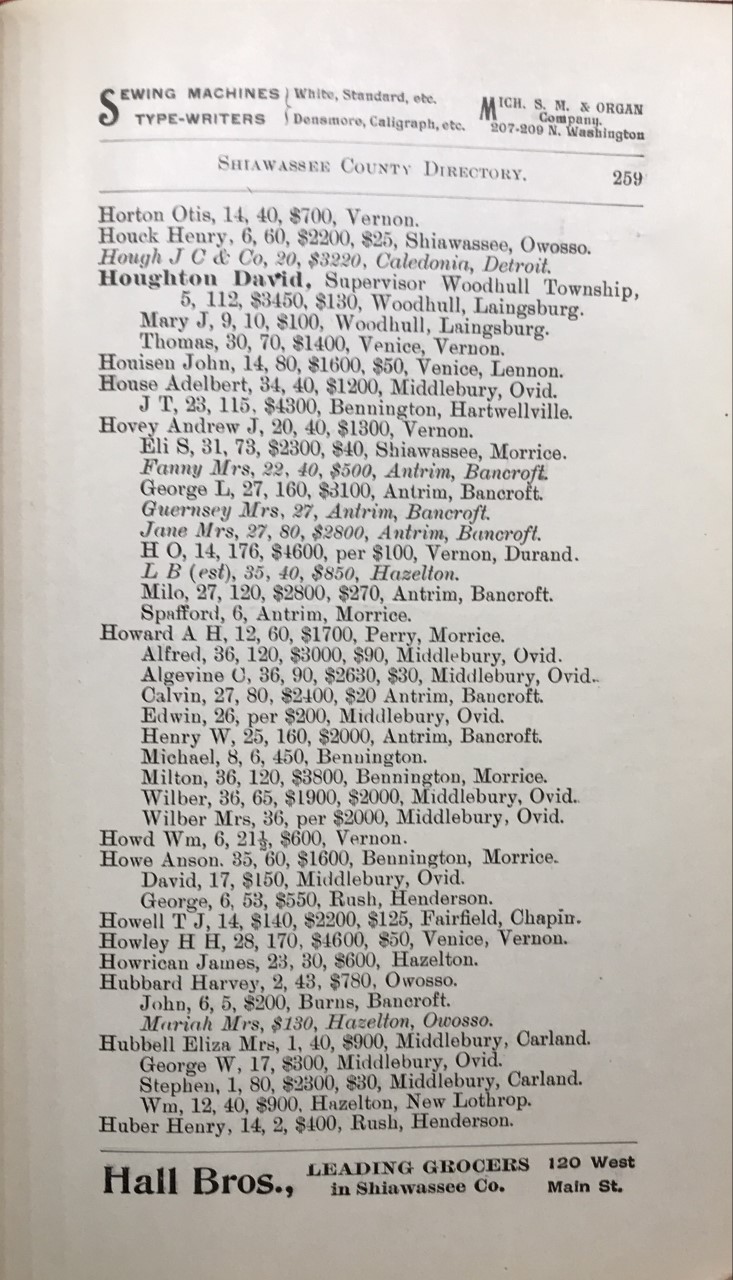 SEWING MACHINES } White, Standard, etc. MICH. S. M. & ORGAN
TYPE-WRITERS { Densmore, Caligraph, etc. Company.
207-209 N. Washington
SHIAWASSEE COUNTY DIRECTORY. 259
Horton Otis, 14, 40, $700, Vernon.
Houck Henry, 6, 60, $2200, $25, Shiawassee, Owosso.
Hough J C & Co, 20, $3220, Caledonia, Detroit.
Houghton David, Supervisor Woodhull Township,
5, 112, $3450, $130, Woodhull, Laingsburg.
Mary J, 9, 10, $100, Woodhull, Laingsburg.
Thomas, 30, 70, $1400, Venice, Vernon.
Houisen John, 14, 80, $1600, $50, Venice, Lennon.
House Adelbert, 34, 40, $1200, Middlebury, Ovid.
J T, 23, 115, $4300, Bennington, Hartwellville.
Hovey Andrew J, 20, 40, $1300, Vernon.
Eli S, 31, 73, $2300, $40, Shiawassee, Morrice.
Fanny Mrs, 22, 40, $500, Antrim, Bancroft.
George L, 27, 160, $3100, Antrim, Bancroft.
Guernsey Mrs, 27, Antrim, Bancroft.
Jane Mrs, 27, 80, $2800, Antrim, Bancroft.
H O, 14, 176, $4600, per $100, Vernon, Durand.
L B (est), 35, 40, $850, Hazelton.
Milo, 27, 120, $2800, $270, Antrim, Bancroft.
Spafford, 6, Antrim, Morrice.
Howard A H, 12, 60, $1700, Perry, Morrice.
Alfred, 36, 120, $3000, $90, Middlebury, Ovid.
Algevine C, 36, 90, $2630, $30, Middlebury, Ovid.
Calvin, 27, 80, $2400, $20 Antrim, Bancroft.
Edwin, 26, per $200, Middlebury, Ovid.
Henry W, 25, 160, $2000, Antrim, Bancroft.
Michael, 8, 6, 450, Bennington.
Milton, 36, 120, $3800, Bennington, Morrice.
Wilber, 36, 65, $1900, $2000, Middlebury, Ovid.
Wilber Mrs, 36, per $2000, Middlebury, Ovid.
Howd Wm, 6, 21½, $600, Vernon.
Howe Anson. 35, 60, $1600, Bennington, Morrice.
David, 17, $150, Middlebury, Ovid.
George, 6, 53, $550, Rush, Henderson.
Howell T J, 14, $140, $2200, $125, Fairfield, Chapin.
Howley H H, 28, 170, $4600, $50, Venice, Vernon.
Howrican James, 23, 30, $600, Hazelton.
Hubbard Harvey, 2, 43, $780, Owosso.
John, 6, 5, $200, Burns, Bancroft.
Mariah Mrs, $130, Hazelton, Owosso.
Hubbell Eliza Mrs, 1, 40, $900, Middlebury, Carland.
George W, 17, $300, Middlebury, Ovid.
Stephen, 1, 80, $2300, $30, Middlebury, Carland.
Wm, 12, 40, $900, Hazelton, New Lothrop.
Huber Henry, 14, 2, $400, Rush, Henderson.
Hall Bros., LEADING GROCERS 120 West
in Shiawassee Co. Main St.